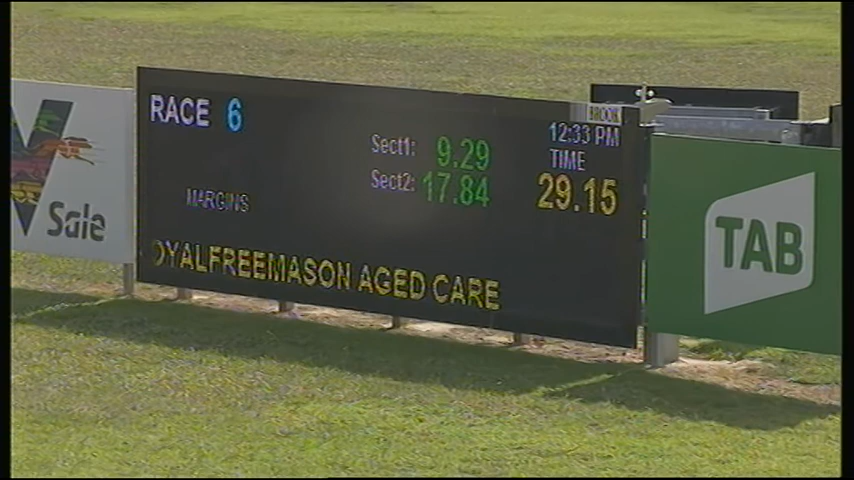 RACE 6
BROOK
12:33 PM
Sect1: 9.29
TIME
Sect2: 17.84
29.15
MARGINS
OYALFREEMASON AGED CARE
Sale
TAB